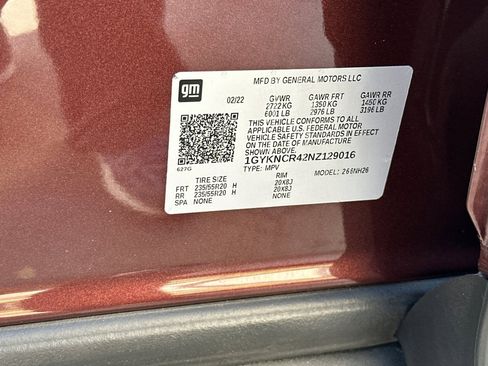 gm
MFD BY GENERAL MOTORS LLC
02/22 GVWR GAWR FRT GAWR RR
2722 KG 1350 KG 1450 KG
6001 LB 2976 LB 3196 LB
THIS VEHICLE CONFORMS TO ALL
APPLICABLE U.S. FEDERAL MOTOR
VEHICLE SAFETY STANDARDS IN EFFECT
ON THE DATE OF MANUFACTURE
SHOWN ABOVE.
1GYKNCR42NZ129016
627G TYPE: MPV MODEL: 26BNH26
TIRE SIZE RIM
FRT 235/55R20 H 20X8J
RR 235/55R20 H 20X8J
SPA NONE NONE